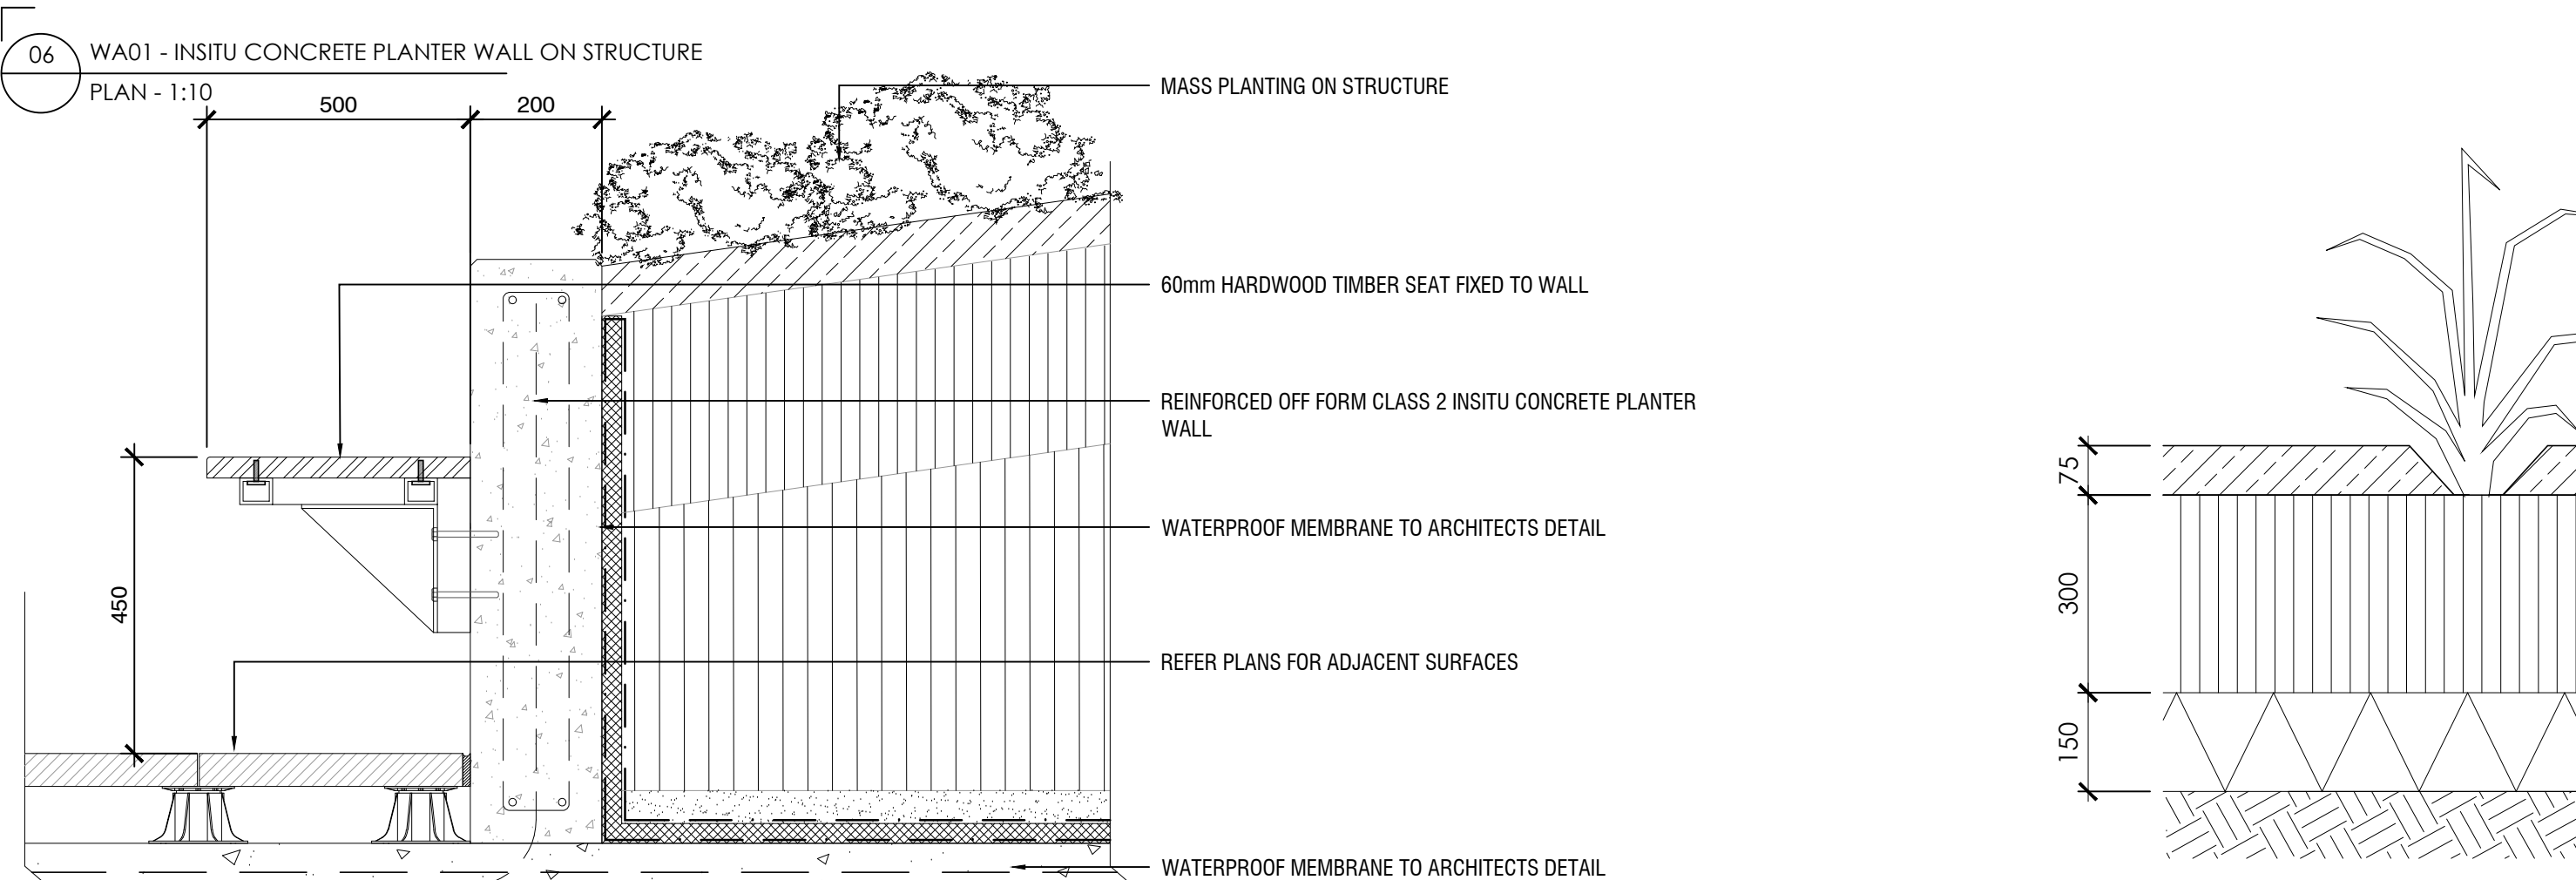 06
WA01 - INSITU CONCRETE PLANTER WALL ON STRUCTURE
PLAN - 1:10
500
200
MASS PLANTING ON STRUCTURE
60mm HARDWOOD TIMBER SEAT FIXED TO WALL
REINFORCED OFF FORM CLASS 2 INSITU CONCRETE PLANTER
WALL
WATERPROOF MEMBRANE TO ARCHITECTS DETAIL
450
REFER PLANS FOR ADJACENT SURFACES
WATERPROOF MEMBRANE TO ARCHITECTS DETAIL
75
300
150